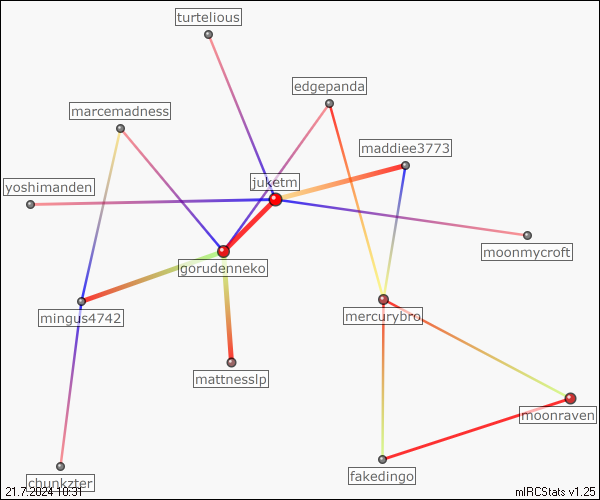 turtelious
edgepanda
marcemadness
maddiee3773
juketm
yoshimanden
moonmycroft
gorudenneko
mingus4742
mercurybro
mattnesslp
moonraven
fakedingo
chunkzter
21.7.2024 10:31
mIRCStats v1.25